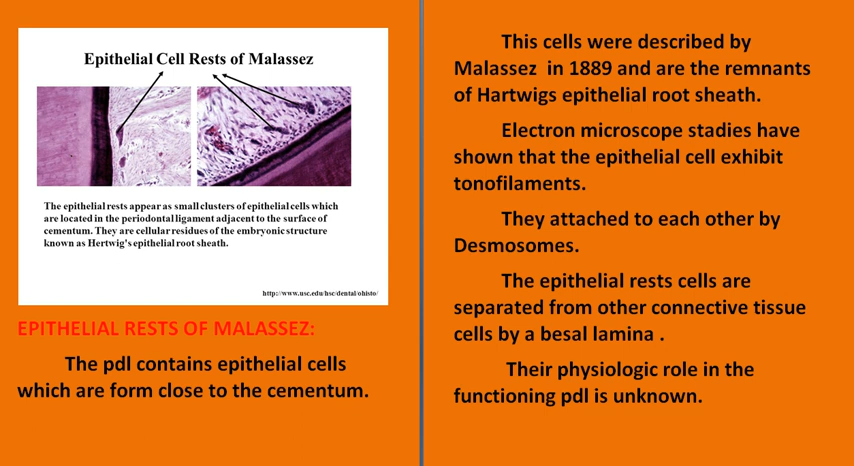 Epithelial Cell Rests of Malassez
The epithelial rests appear as small clusters of epithelial cells which
are located in the periodontal ligament adjacent to the surface of
cementum. They are cellular residues of the embryonic structure
known as Hertwig's epithelial root sheath.
http://www.usc.edu/hsc/dental/ohisto/
EPITHELIAL RESTS OF MALASSEZ:
The pdl contains epithelial cells
which are form close to the cementum.
This cells were described by
Malassez in 1889 and are the remnants
of Hartwigs epithelial root sheath.
Electron microscope stadies have
shown that the epithelial cell exhibit
tonofilaments.
They attached to each other by
Desmosomes.
The epithelial rests cells are
separated from other connective tissue
cells by a besal lamina .
Their physiologic role in the
functioning pdl is unknown.